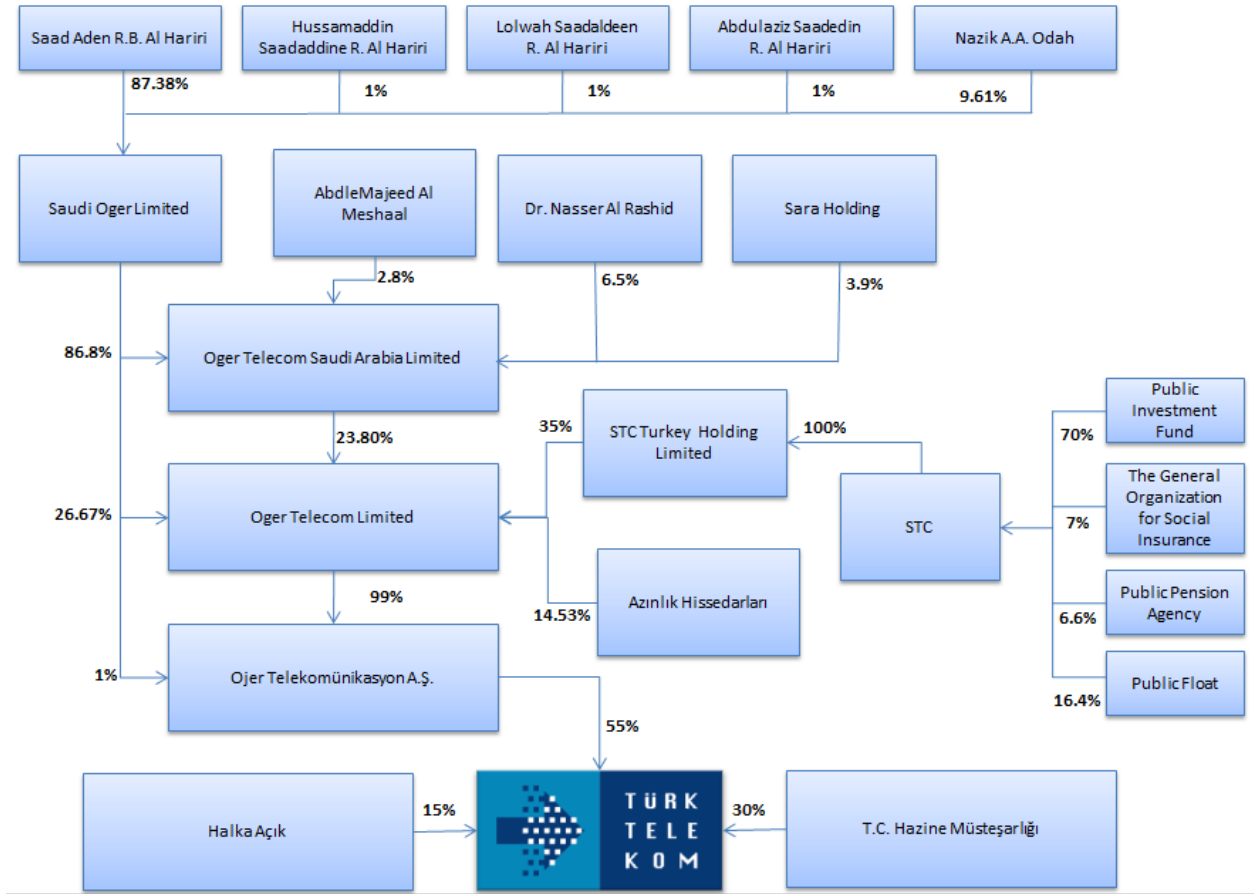 Saad Aden R.B. Al Hariri
Hussamaddin
Saadaddine R. Al Hariri
Lolwah Saadaldeen
R. Al Hariri
Abdulaziz Saadedin
R. Al Hariri
Nazik A.A. Odah
87.38%
1%
1%
1%
9.61%
Saudi Oger Limited
AbdleMajeed Al
Meshaal
Dr. Nasser Al Rashid
Sara Holding
2.8%
6.5%
3.9%
86.8%
Oger Telecom Saudi Arabia Limited
23.80%
35%
STC Turkey Holding
Limited
100%
70%
Public
Investment
Fund
26.67%
Oger Telecom Limited
STC
7%
The General
Organization
for Social
Insurance
99%
14.53%
Azınlık Hissedarları
6.6%
Public Pension
Agency
1%
Ojer Telekomünikasyon A.Ş.
16.4%
Public Float
55%
Halka Açık
15%
TÜRK
TELE
KOM
30%
T.C. Hazine Müsteşarlığı